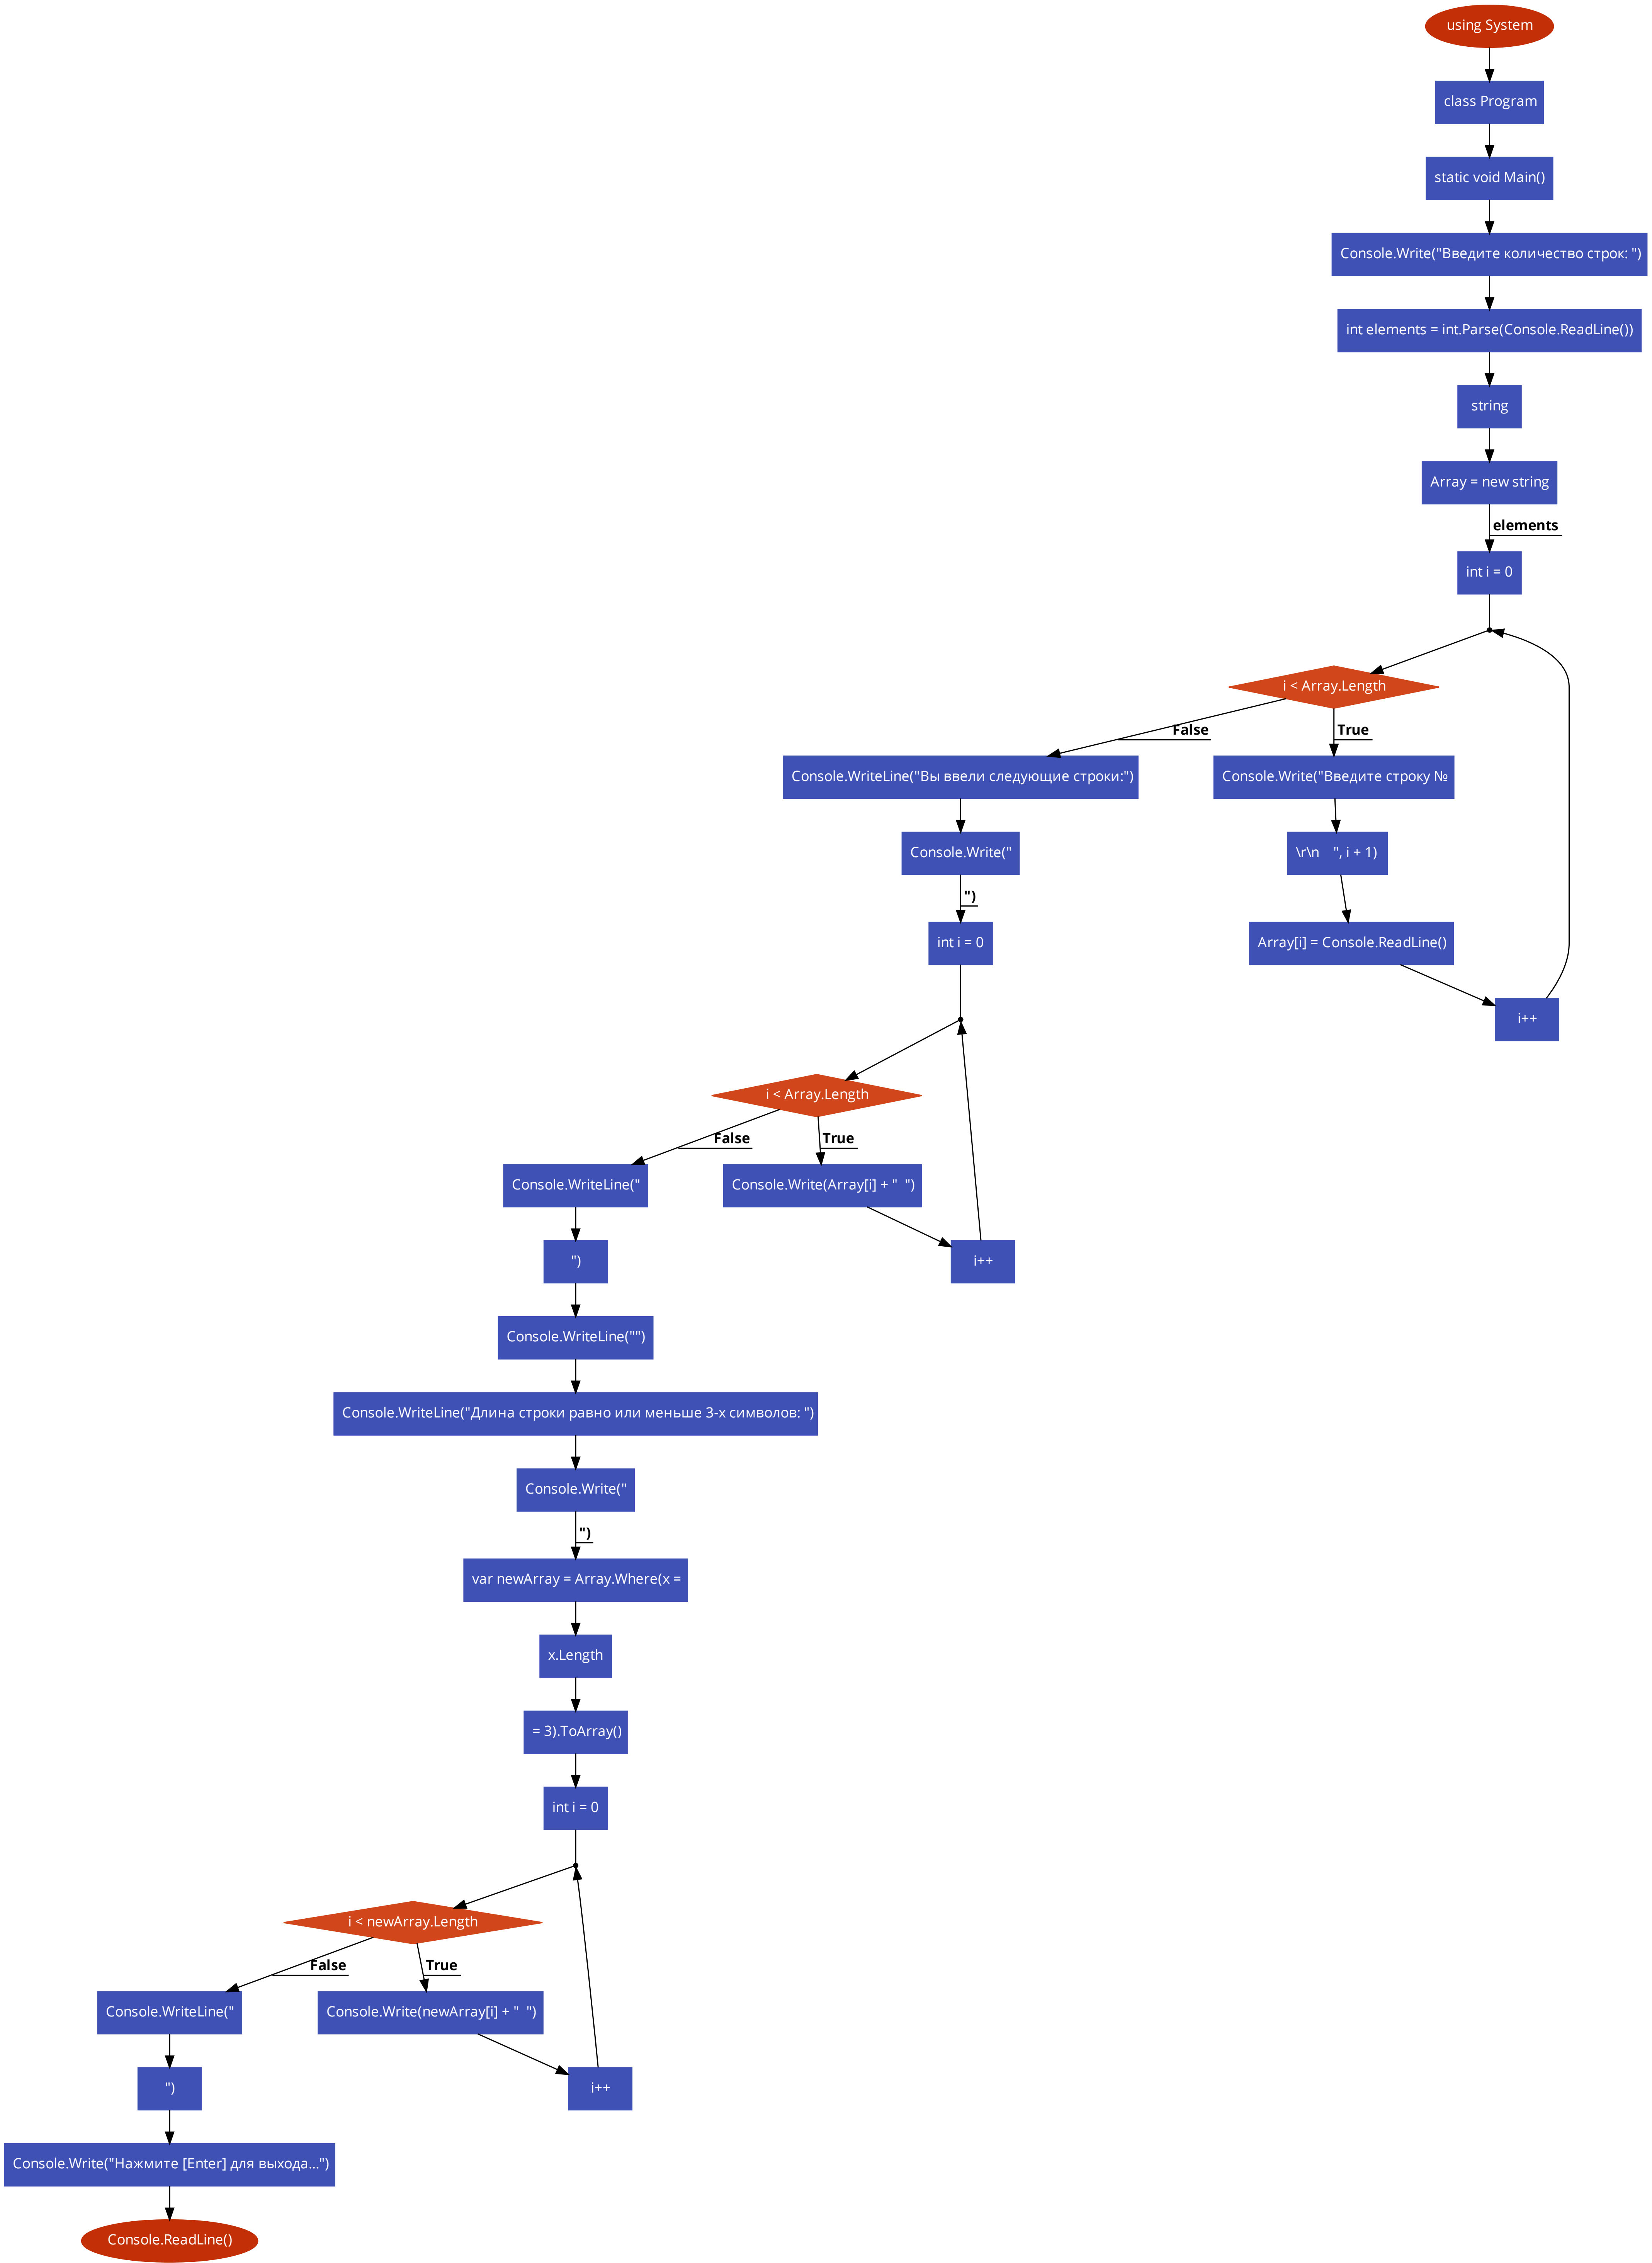 using System
class Program
static void Main()
Console.Write("Введите количество строк: ")
int elements = int.Parse(Console.ReadLine())
string
Array = new string
elements
int i = 0
i < Array.Length
False
True
Console.WriteLine("Вы ввели следующие строки:")
Console.Write("Введите строку №
Console.Write("
\r\n    ", i + 1)
")
int i = 0
Array[i] = Console.ReadLine()
i++
i < Array.Length
False
True
Console.WriteLine("
Console.Write(Array[i] + "  ")
")
i++
Console.WriteLine("")
Console.WriteLine("Длина строки равно или меньше 3-х символов: ")
Console.Write("
")
var newArray = Array.Where(x =
x.Length
= 3).ToArray()
int i = 0
i < newArray.Length
False
True
Console.WriteLine("
Console.Write(newArray[i] + "  ")
")
i++
Console.Write("Нажмите [Enter] для выхода...")
Console.ReadLine()